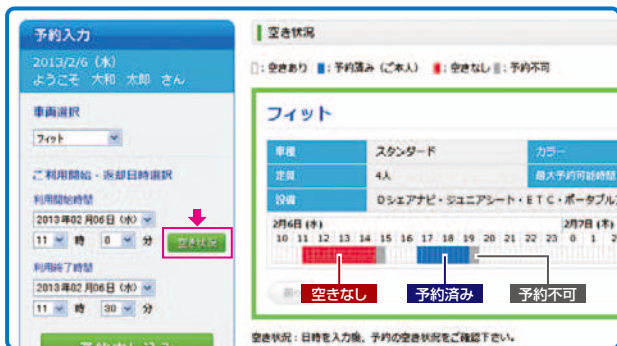 予約入力
2013/2/6 (水)
ようこそ 大和 太郎 さん
車両選択
フィット
ご利用開始・返却日時選択
利用開始時間
2013年02月06日 (水)
11 時 0 分 空き状況
利用終了時間
2013年02月06日 (水)
11 時 30 分
空き状況
:空きあり :予約済み (ご本人) :空きなし :予約不可
フィット
車種 スタンダード カラー
定員 4人 最大予約可能時間
設備 Dシェアナビ・ジュニアシート・ETC・ポータブル
2月6日 (水) 2月7日 (木)
10 11 12 13 14 15 16 17 18 19 20 21 22 23 0 1 2
空きなし 予約済み 予約不可
空き状況:日時を入力後、予約の空き状況をご確認下さい。